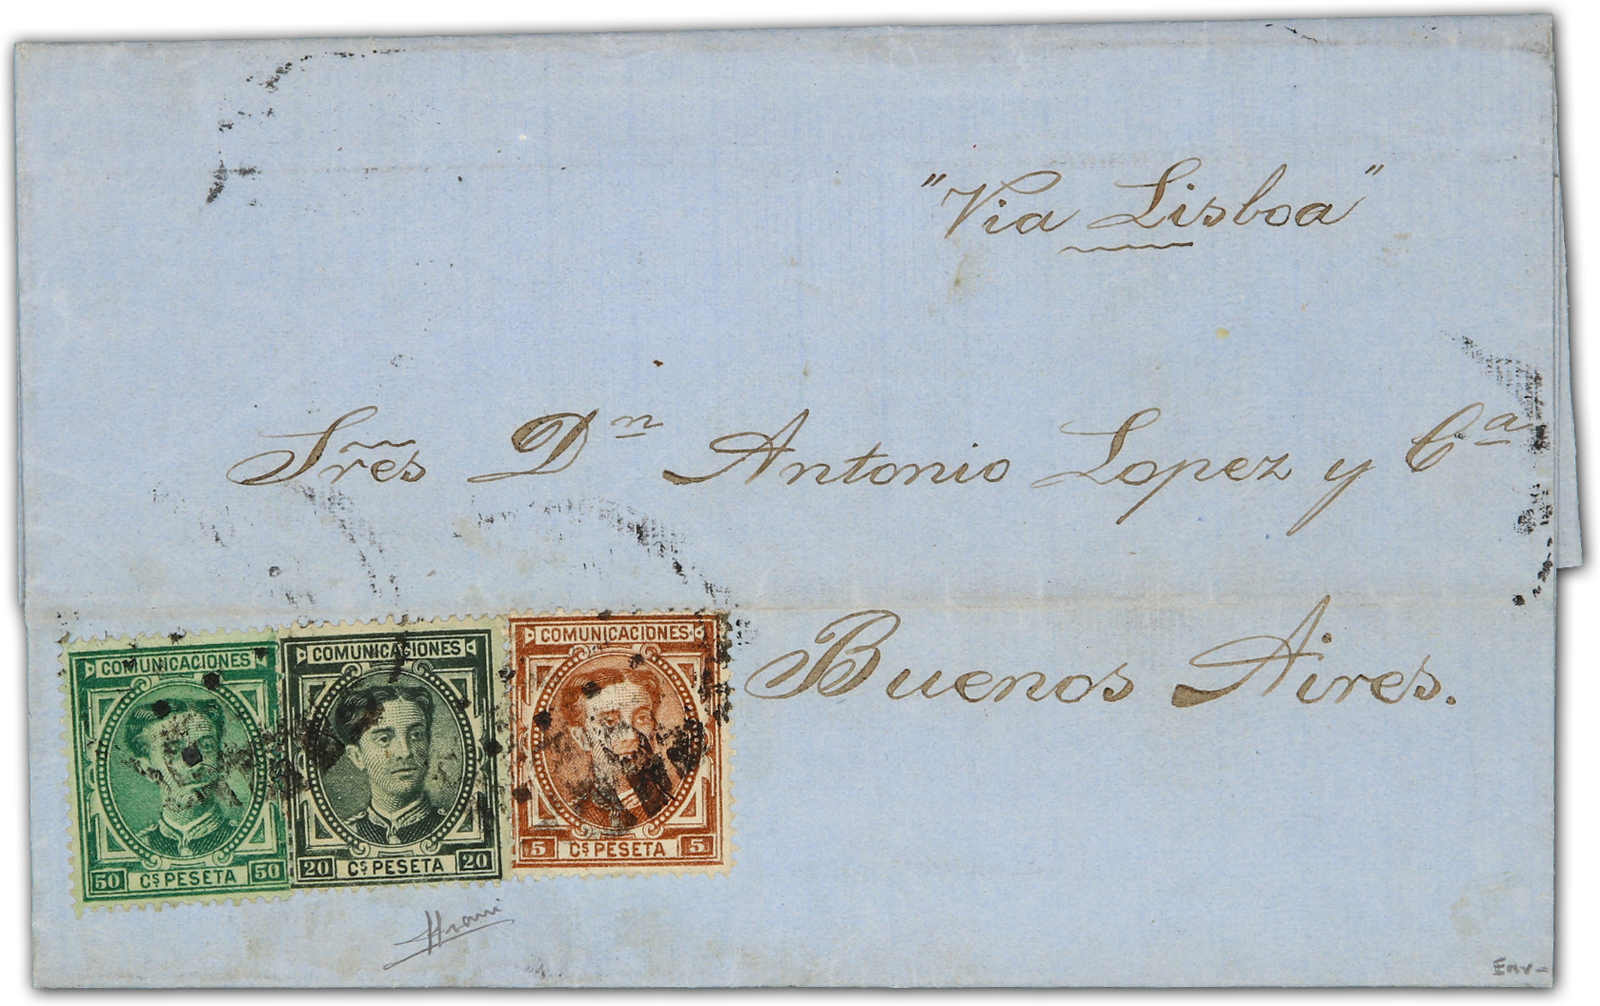 "Via Lisboa"
Sres Dn Antonio Lopez y Ca
Buenos Aires.
COMUNICACIONES
50 Cs PESETA 50
COMUNICACIONES
20 Cs PESETA 20
COMUNICACIONES
5 Cs PESETA 5